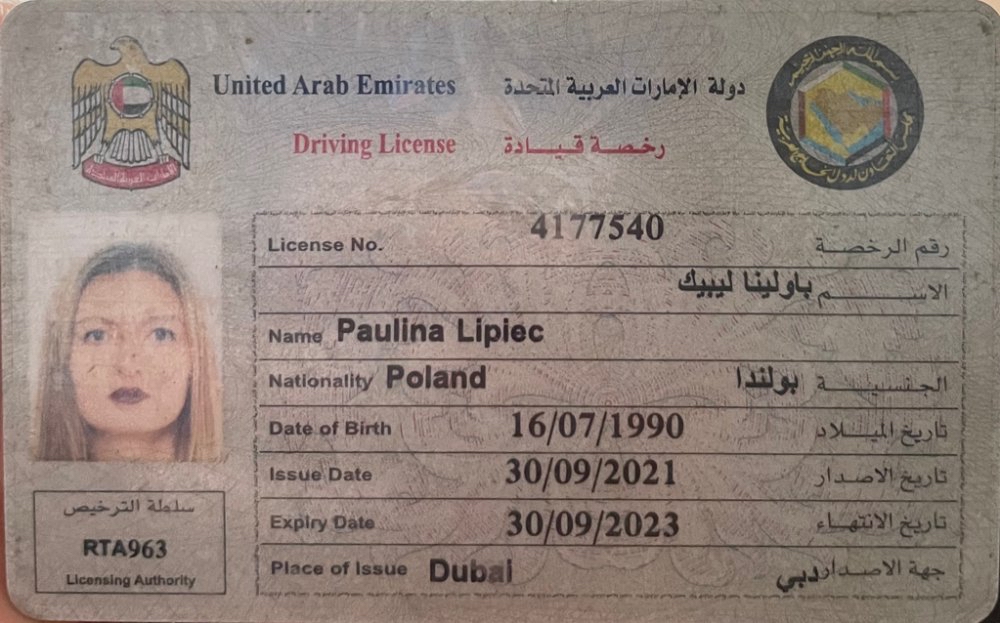 United Arab Emirates دولة الإمارات العربية المتحدة
Driving License رخصة قيادة
License No. 4177540 رقم الرخصة
باولينا ليبيك الاسم
Name Paulina Lipiec
Nationality Poland بولندا الجنسية
Date of Birth 16/07/1990 تاريخ الميلاد
Issue Date 30/09/2021 تاريخ الاصدار
Expiry Date 30/09/2023 تاريخ الانتهاء
Place of Issue Dubai دبي جهة الاصدار
سلطة الترخيص
RTA963
Licensing Authority